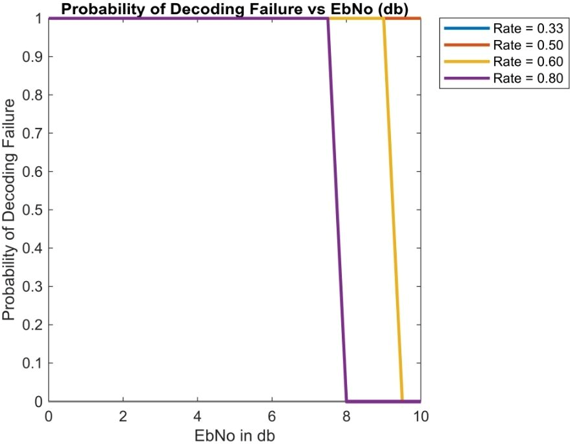 Probability of Decoding Failure vs EbNo (db)
Rate = 0.33
Rate = 0.50
Rate = 0.60
Rate = 0.80
Probability of Decoding Failure
1
0.9
0.8
0.7
0.6
0.5
0.4
0.3
0.2
0.1
0
0 2 4 6 8 10
EbNo in db